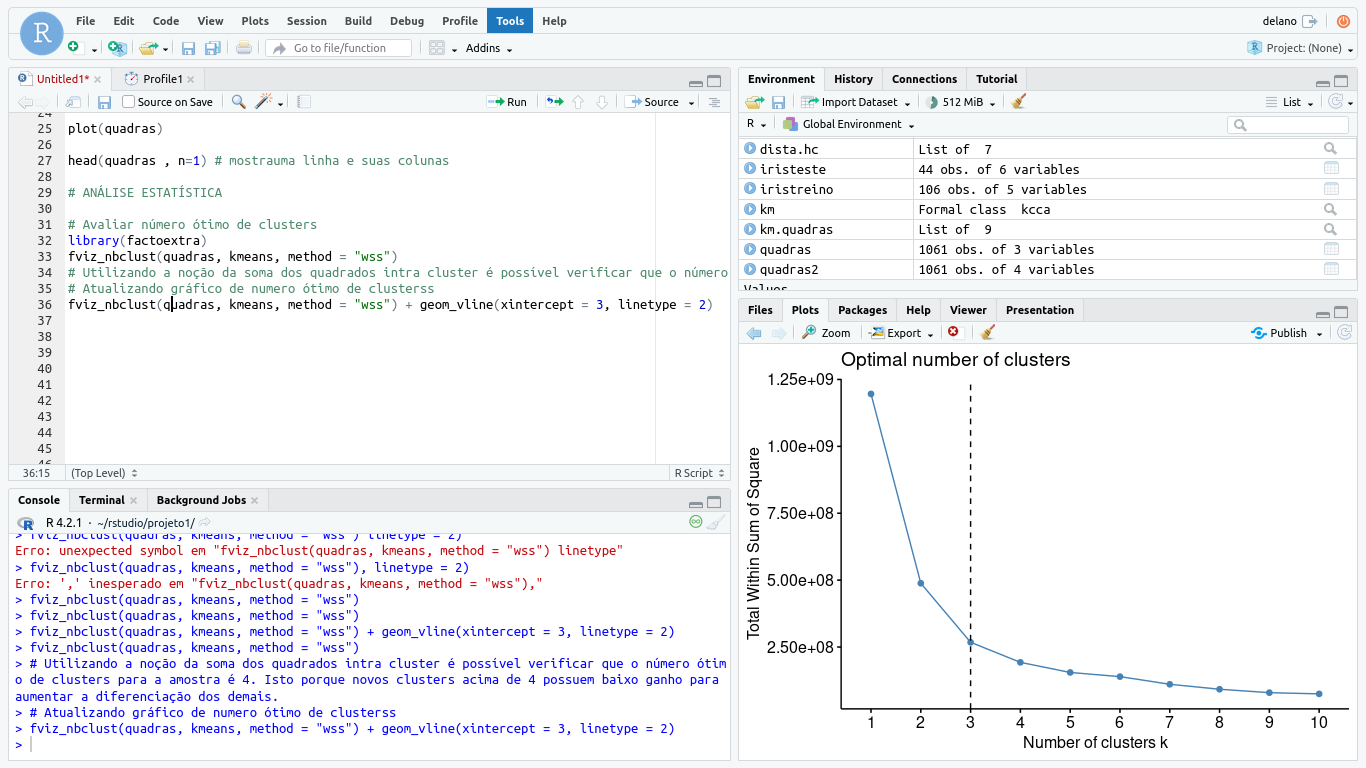 File Edit Code View Plots Session Build Debug Profile Tools Help
delano
R
Go to file/function
Addins
Project: (None)
Untitled1*
Profile1
Source on Save
Run
Source
24
25 plot(quadras)
26
27 head(quadras , n=1) # mostrauma linha e suas colunas
28
29 # ANÁLISE ESTATÍSTICA
30
31 # Avaliar número ótimo de clusters
32 library(factoextra)
33 fviz_nbclust(quadras, kmeans, method = "wss")
34 # Utilizando a noção da soma dos quadrados intra cluster é possivel verificar que o número
35 # Atualizando gráfico de numero ótimo de clusterss
36 fviz_nbclust(quadras, kmeans, method = "wss") + geom_vline(xintercept = 3, linetype = 2)
37
38
39
40
41
42
43
44
45
46
36:15 (Top Level) R Script
Console Terminal Background Jobs
R R 4.2.1 · ~/rstudio/projeto1/
> fviz_nbclust(quadras, kmeans, method = "wss") linetype = 2)
Erro: unexpected symbol em "fviz_nbclust(quadras, kmeans, method = "wss") linetype"
> fviz_nbclust(quadras, kmeans, method = "wss"), linetype = 2)
Erro: ',' inesperado em "fviz_nbclust(quadras, kmeans, method = "wss"),"
> fviz_nbclust(quadras, kmeans, method = "wss")
> fviz_nbclust(quadras, kmeans, method = "wss")
> fviz_nbclust(quadras, kmeans, method = "wss") + geom_vline(xintercept = 3, linetype = 2)
> fviz_nbclust(quadras, kmeans, method = "wss")
> # Utilizando a noção da soma dos quadrados intra cluster é possivel verificar que o número ótim
o de clusters para a amostra é 4. Isto porque novos clusters acima de 4 possuem baixo ganho para
aumentar a diferenciação dos demais.
> # Atualizando gráfico de numero ótimo de clusterss
> fviz_nbclust(quadras, kmeans, method = "wss") + geom_vline(xintercept = 3, linetype = 2)
>
Environment History Connections Tutorial
Import Dataset 512 MiB List
R Global Environment
dista.hc List of 7
iristeste 44 obs. of 6 variables
iristreino 106 obs. of 5 variables
km Formal class kcca
km.quadras List of 9
quadras 1061 obs. of 3 variables
quadras2 1061 obs. of 4 variables
Values
Files Plots Packages Help Viewer Presentation
Zoom Export Publish
Optimal number of clusters
Total Within Sum of Square
1.25e+09
1.00e+09
7.50e+08
5.00e+08
2.50e+08
1 2 3 4 5 6 7 8 9 10
Number of clusters k